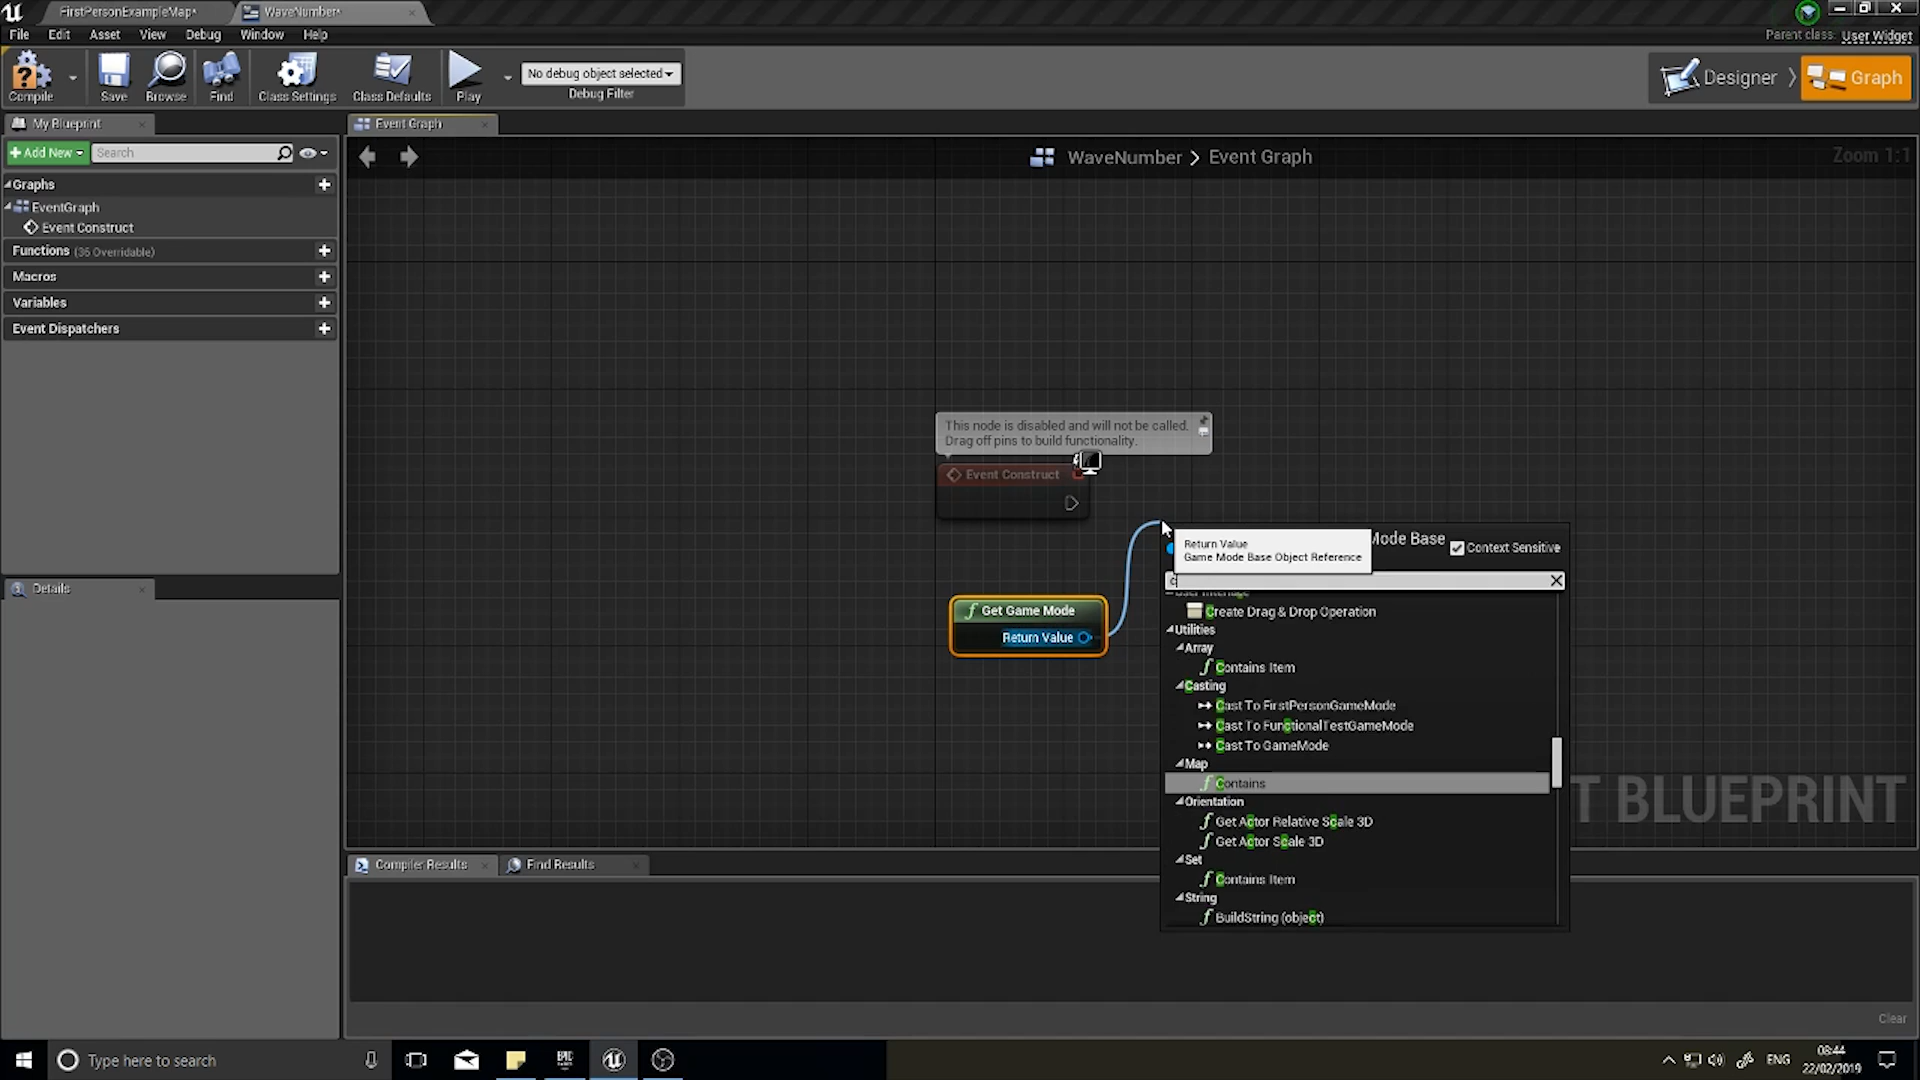 FirstPersonExampleMap*
WaveNumber*
File Edit Asset View Debug Window Help
Parent class: User Widget
Compile Save Browse Find Class Settings Class Defaults Play
No debug object selected
Debug Filter
Designer
Graph
My Blueprint
Event Graph
+ Add New
Search
WaveNumber > Event Graph
Zoom 1:1
Graphs
EventGraph
Event Construct
Functions (36 Overridable)
Macros
Variables
Event Dispatchers
Details
This node is disabled and will not be called.
Drag off pins to build functionality.
Event Construct
f Get Game Mode
Return Value
Return Value
Game Mode Base Object Reference
Mode Base
Context Sensitive
c
User Interface
Create Drag & Drop Operation
Utilities
Array
f Contains Item
Casting
Cast To FirstPersonGameMode
Cast To FunctionalTestGameMode
Cast To GameMode
Map
f Contains
Orientation
f Get Actor Relative Scale 3D
f Get Actor Scale 3D
Set
f Contains Item
String
f BuildString (object)
T BLUEPRINT
Compiler Results
Find Results
Clear
Type here to search
EPIC GAMES
ENG
08:44
22/02/2019